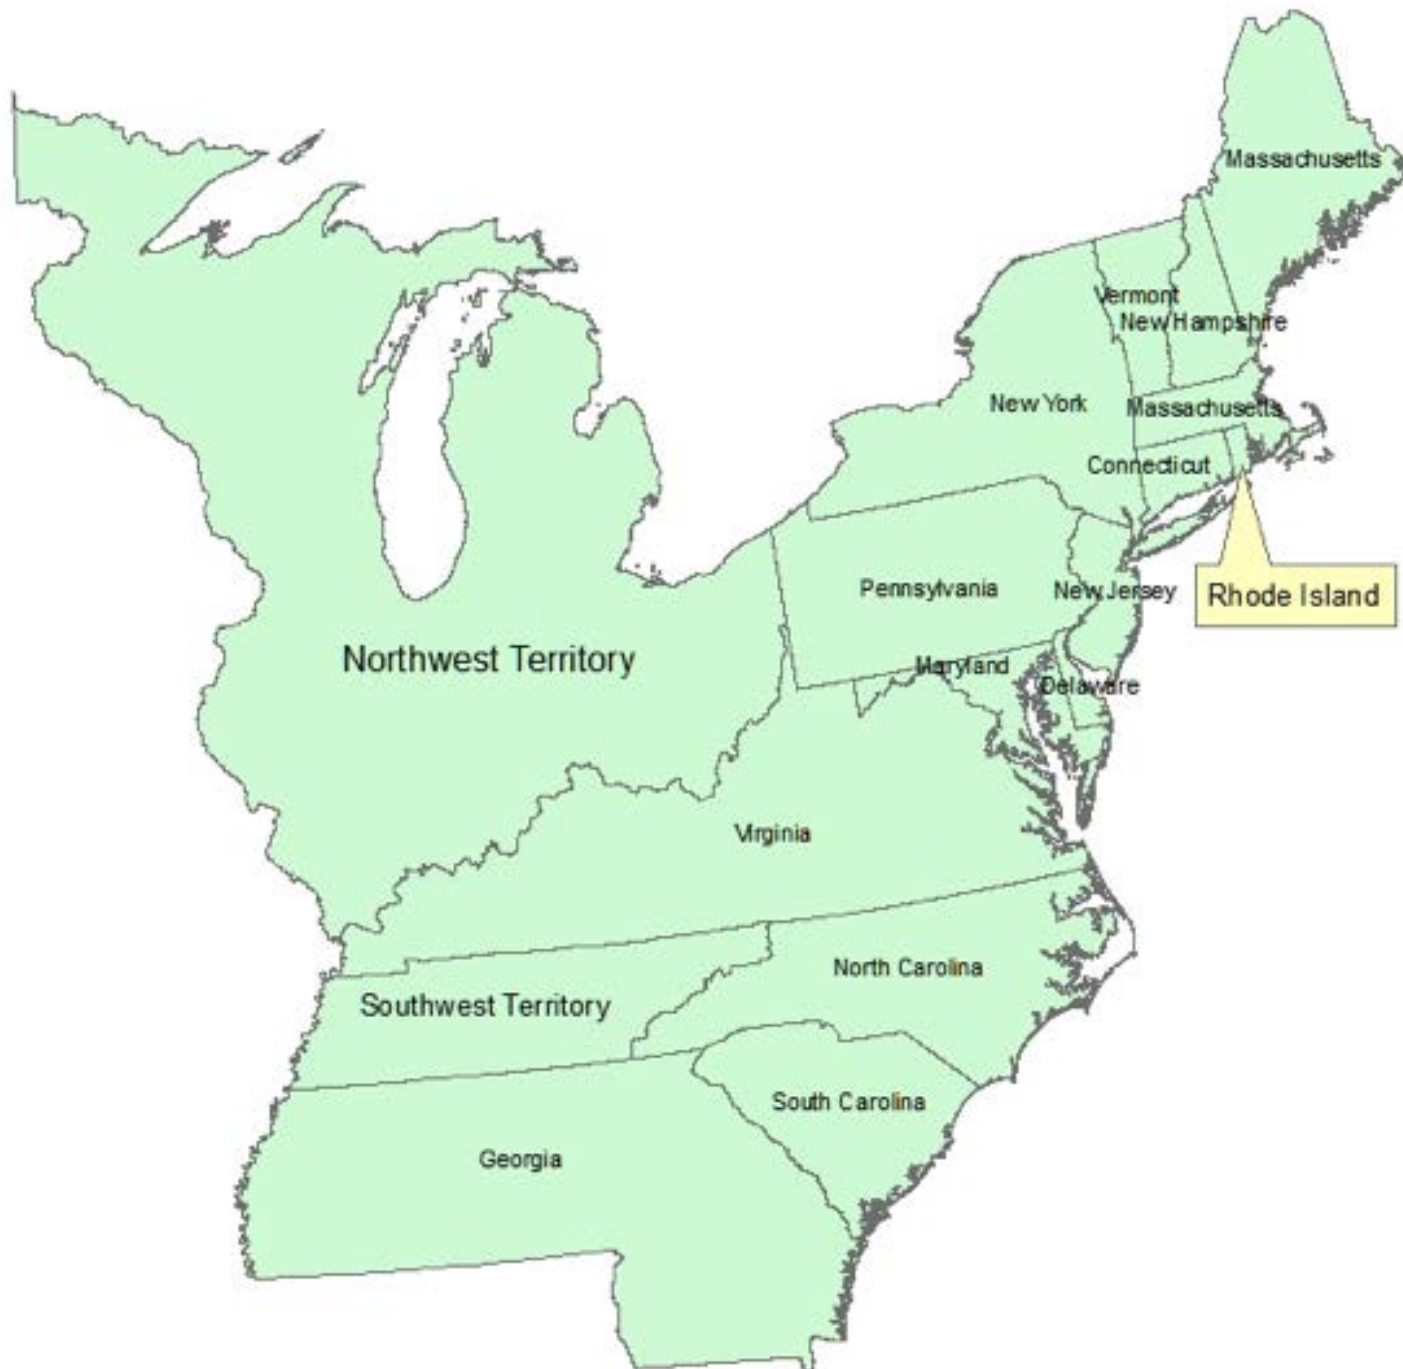 Massachusetts
Vermont
New Hampshire
New York
Massachusetts
Connecticut
Pennsylvania
New Jersey
Rhode Island
Northwest Territory
Maryland
Delaware
Virginia
North Carolina
Southwest Territory
South Carolina
Georgia